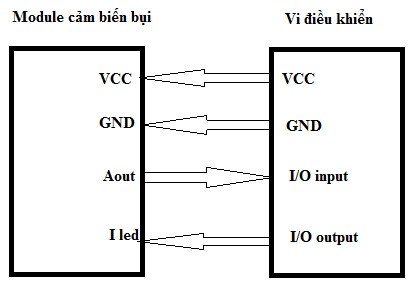 Module cảm biến bụi
Vi điều khiển
VCC
VCC
GND
GND
Aout
I/O input
I led
I/O output